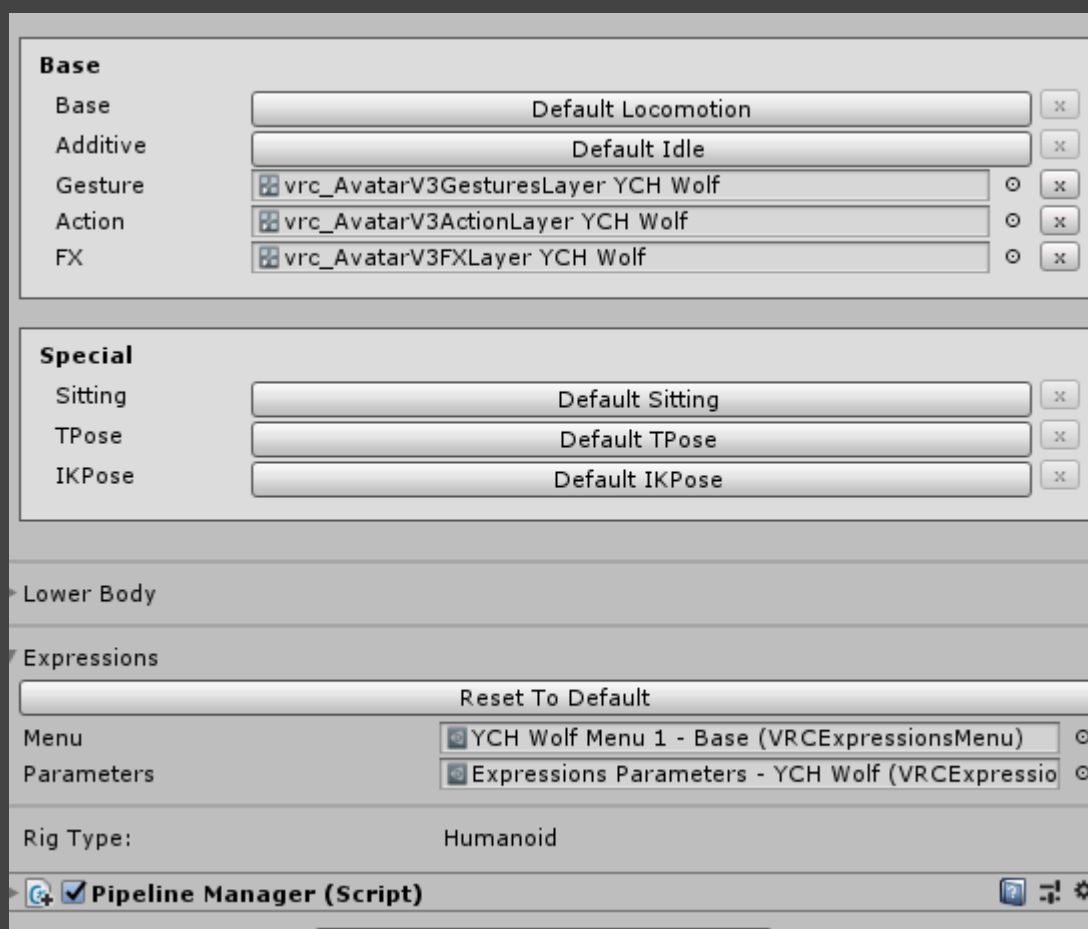 Base
Base Default Locomotion x
Additive Default Idle x
Gesture vrc_AvatarV3GesturesLayer YCH Wolf x
Action vrc_AvatarV3ActionLayer YCH Wolf x
FX vrc_AvatarV3FXLayer YCH Wolf x
Special
Sitting Default Sitting x
TPose Default TPose x
IKPose Default IKPose x
Lower Body
Expressions
Reset To Default
Menu YCH Wolf Menu 1 - Base (VRCExpressionsMenu)
Parameters Expressions Parameters - YCH Wolf (VRCExpressio
Rig Type: Humanoid
Pipeline Manager (Script)